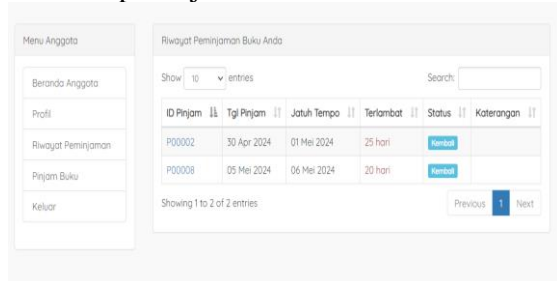 Menu Anggota
Beranda Anggota
Profil
Riwayat Peminjaman
Pinjam Buku
Keluar
Riwayat Peminjaman Buku Anda
Show 10 entries Search:
ID Pinjam Tgl Pinjam Jatuh Tempo Terlambat Status Katerangan
P00002 30 Apr 2024 01 Mei 2024 25 hari Kembali
P00008 05 Mei 2024 06 Mei 2024 20 hari Kembali
Showing 1 to 2 of 2 entries Previous 1 Next